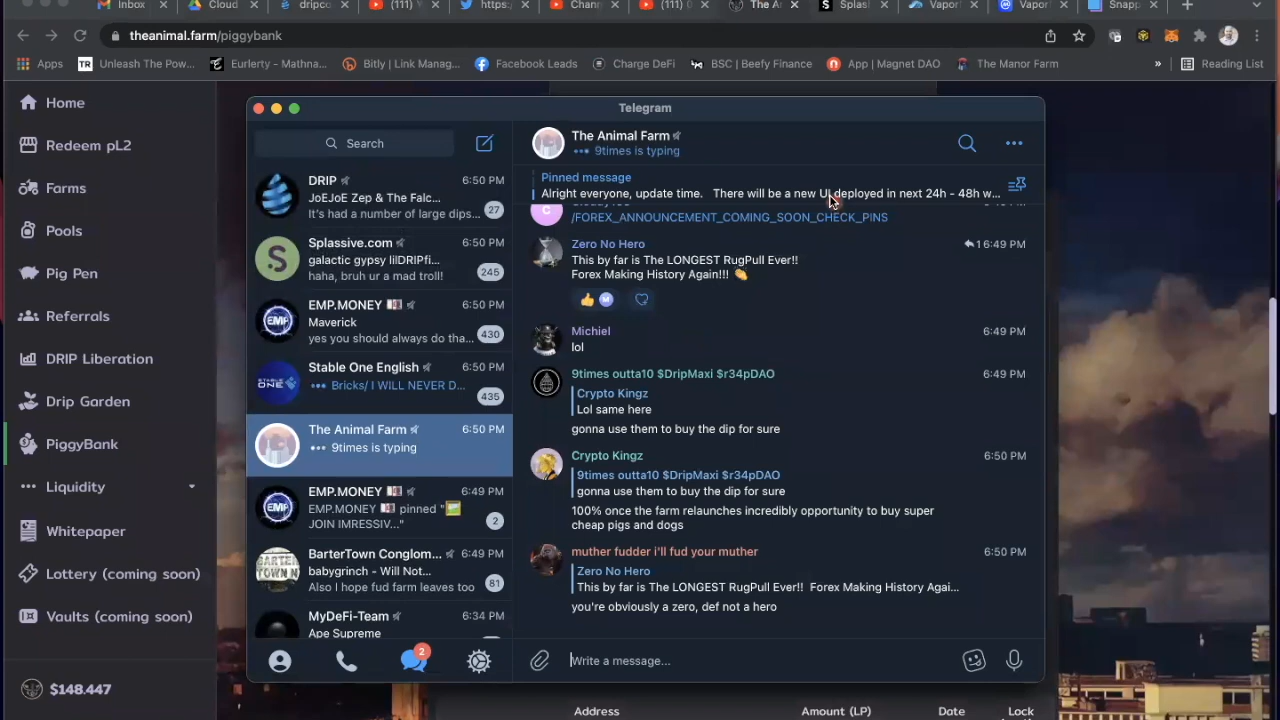 Inbox
Cloud
dripco
(111) V
https:
Chann
(111) C
The A
Splas
Vaporf
Vaporf
Snapp
theanimal.farm/piggybank
Apps
Unleash The Pow...
Eurlerty - Mathna...
Bitly | Link Manag...
Facebook Leads
Charge DeFi
BSC | Beefy Finance
App | Magnet DAO
The Manor Farm
»
Reading List
Home
Redeem pL2
Farms
Pools
Pig Pen
Referrals
DRIP Liberation
Drip Garden
PiggyBank
Liquidity
Whitepaper
Lottery (coming soon)
Vaults (coming soon)
$148.447
Telegram
Search
DRIP
6:50 PM
JoEJoE Zep & The Falc...
It's had a number of large dips...
27
Splassive.com
6:50 PM
galactic gypsy lilDRIPfi...
haha, bruh ur a mad troll!
245
EMP.MONEY
6:50 PM
Maverick
yes you should always do tha...
430
Stable One English
6:50 PM
Bricks/ I WILL NEVER D...
435
The Animal Farm
6:50 PM
9times is typing
EMP.MONEY
6:49 PM
EMP.MONEY pinned "
JOIN IMRESSIV..."
2
BarterTown Conglom...
6:49 PM
babygrinch - Will Not...
Also I hope fud farm leaves too
81
MyDeFi-Team
6:34 PM
Ape Supreme
2
The Animal Farm
9times is typing
Pinned message
Alright everyone, update time. There will be a new UI deployed in next 24h - 48h w...
/FOREX_ANNOUNCEMENT_COMING_SOON_CHECK_PINS
Zero No Hero
1 6:49 PM
This by far is The LONGEST RugPull Ever!!
Forex Making History Again!!! 👏
Michiel
6:49 PM
lol
9times outta10 $DripMaxi $r34pDAO
6:49 PM
Crypto Kingz
Lol same here
gonna use them to buy the dip for sure
Crypto Kingz
6:50 PM
9times outta10 $DripMaxi $r34pDAO
gonna use them to buy the dip for sure
100% once the farm relaunches incredibly opportunity to buy super
cheap pigs and dogs
muther fudder i'll fud your muther
6:50 PM
Zero No Hero
This by far is The LONGEST RugPull Ever!! Forex Making History Agai...
you're obviously a zero, def not a hero
Write a message...
Address
Amount (LP)
Date
Lock